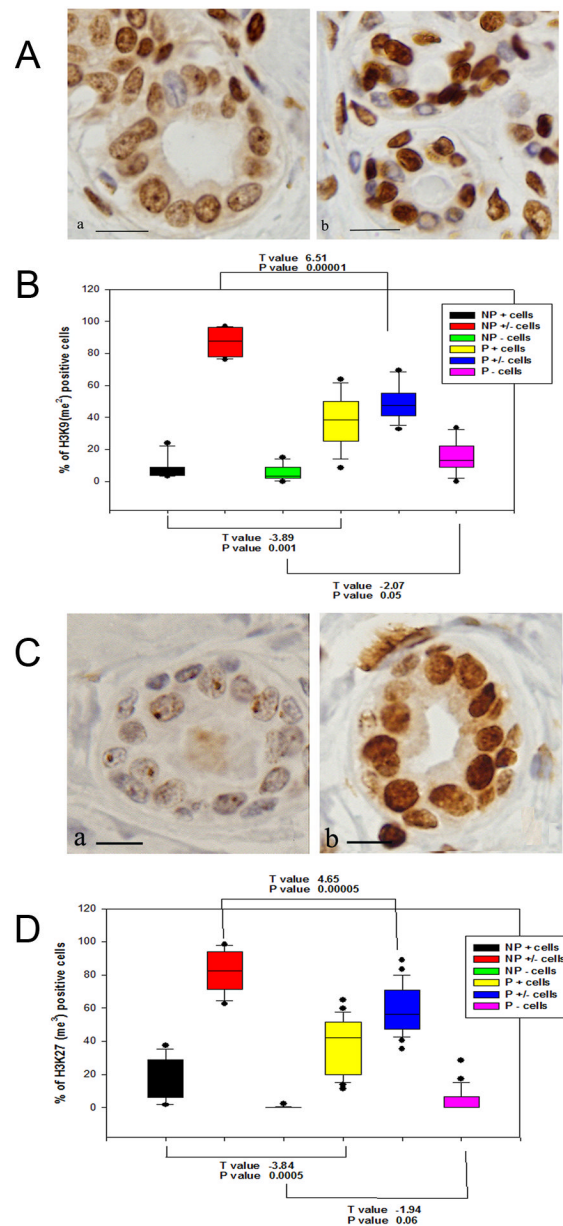 A
a
b
T value 6.51
P value 0.00001
B
120
100
80
60
40
20
0
% of H3K9(me²) positive cells
NP + cells
NP +/- cells
NP - cells
P + cells
P +/- cells
P - cells
T value -3.89
P value 0.001
T value -2.07
P value 0.05
C
a
b
T value 4.65
P value 0.00005
D
120
100
80
60
40
20
0
% of H3K27 (me³) positive cells
NP + cells
NP +/- cells
NP - cells
P + cells
P +/- cells
P - cells
T value -3.84
P value 0.0005
T value -1.94
P value 0.06